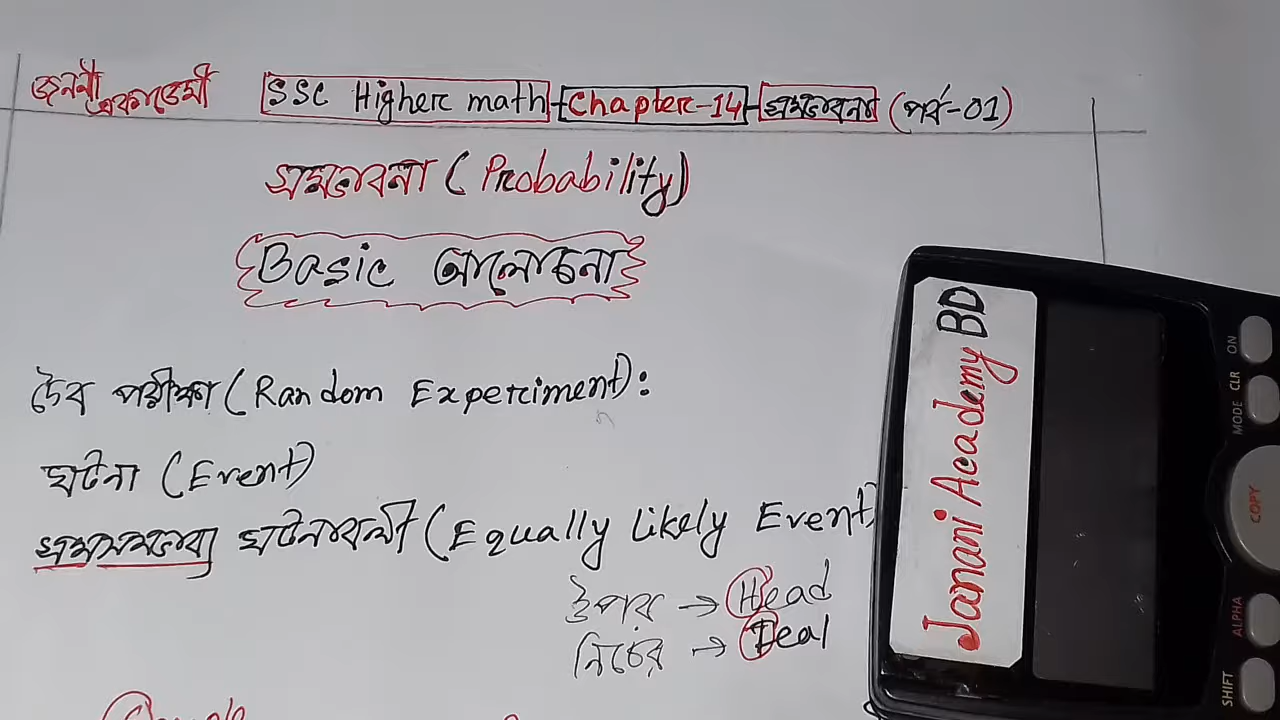 জননী একাডেমী SSC Higher math - Chapter-14 - সম্ভাবনা (পর্ব-01)
সম্ভাবনা (Probability)
Basic আলোচনা
দৈব পরীক্ষা (Random Experiment):
ঘটনা (Event)
সমসম্ভাব্য ঘটনাবলী (Equally Likely Event
উপরে → Head
নিচের → Teal
Sample
Janani Academy BD
ON
MODE CLR
COPY
ALPHA
SHIFT